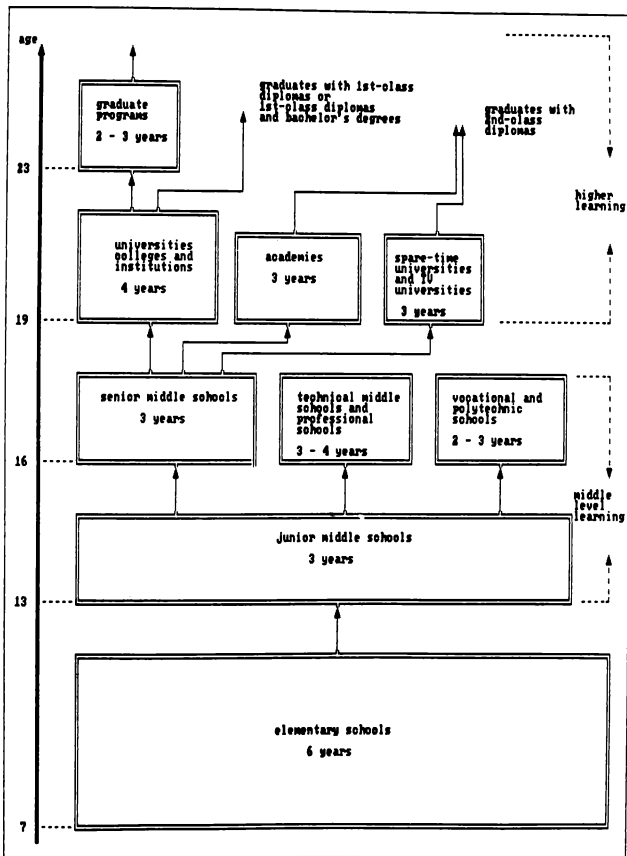 age
graduate
programs
2 - 3 years
graduates with 1st-class
diplomas or
1st-class diplomas
and bachelor's degrees
graduates with
2nd-class
diplomas
23
higher
learning
universities
colleges and
institutions
4 years
academies
3 years
spare-time
universities
and TV
universities
3 years
19
senior middle schools
3 years
technical middle
schools and
professional
schools
3 - 4 years
vocational and
polytechnic
schools
2 - 3 years
16
middle
level
learning
junior middle schools
3 years
13
elementary schools
6 years
7